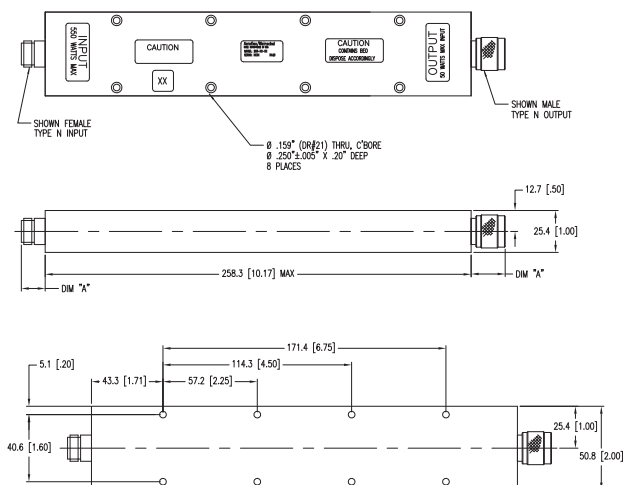 INPUT
550 WATTS
MAX
CAUTION
XX
CAUTION
CONTAINS BEO
DISPOSE ACCORDINGLY
OUTPUT
50 WATTS MAX INPUT
SHOWN FEMALE
TYPE N INPUT
SHOWN MALE
TYPE N OUTPUT
Ø .159" (DR#21) THRU, C'BORE
Ø .250"±.005" X .20" DEEP
8 PLACES
12.7 [.50]
25.4 [1.00]
258.3 [10.17] MAX
DIM "A"
DIM "A"
171.4 [6.75]
114.3 [4.50]
5.1 [.20]
43.3 [1.71]
57.2 [2.25]
25.4 [1.00]
40.6 [1.60]
50.8 [2.00]